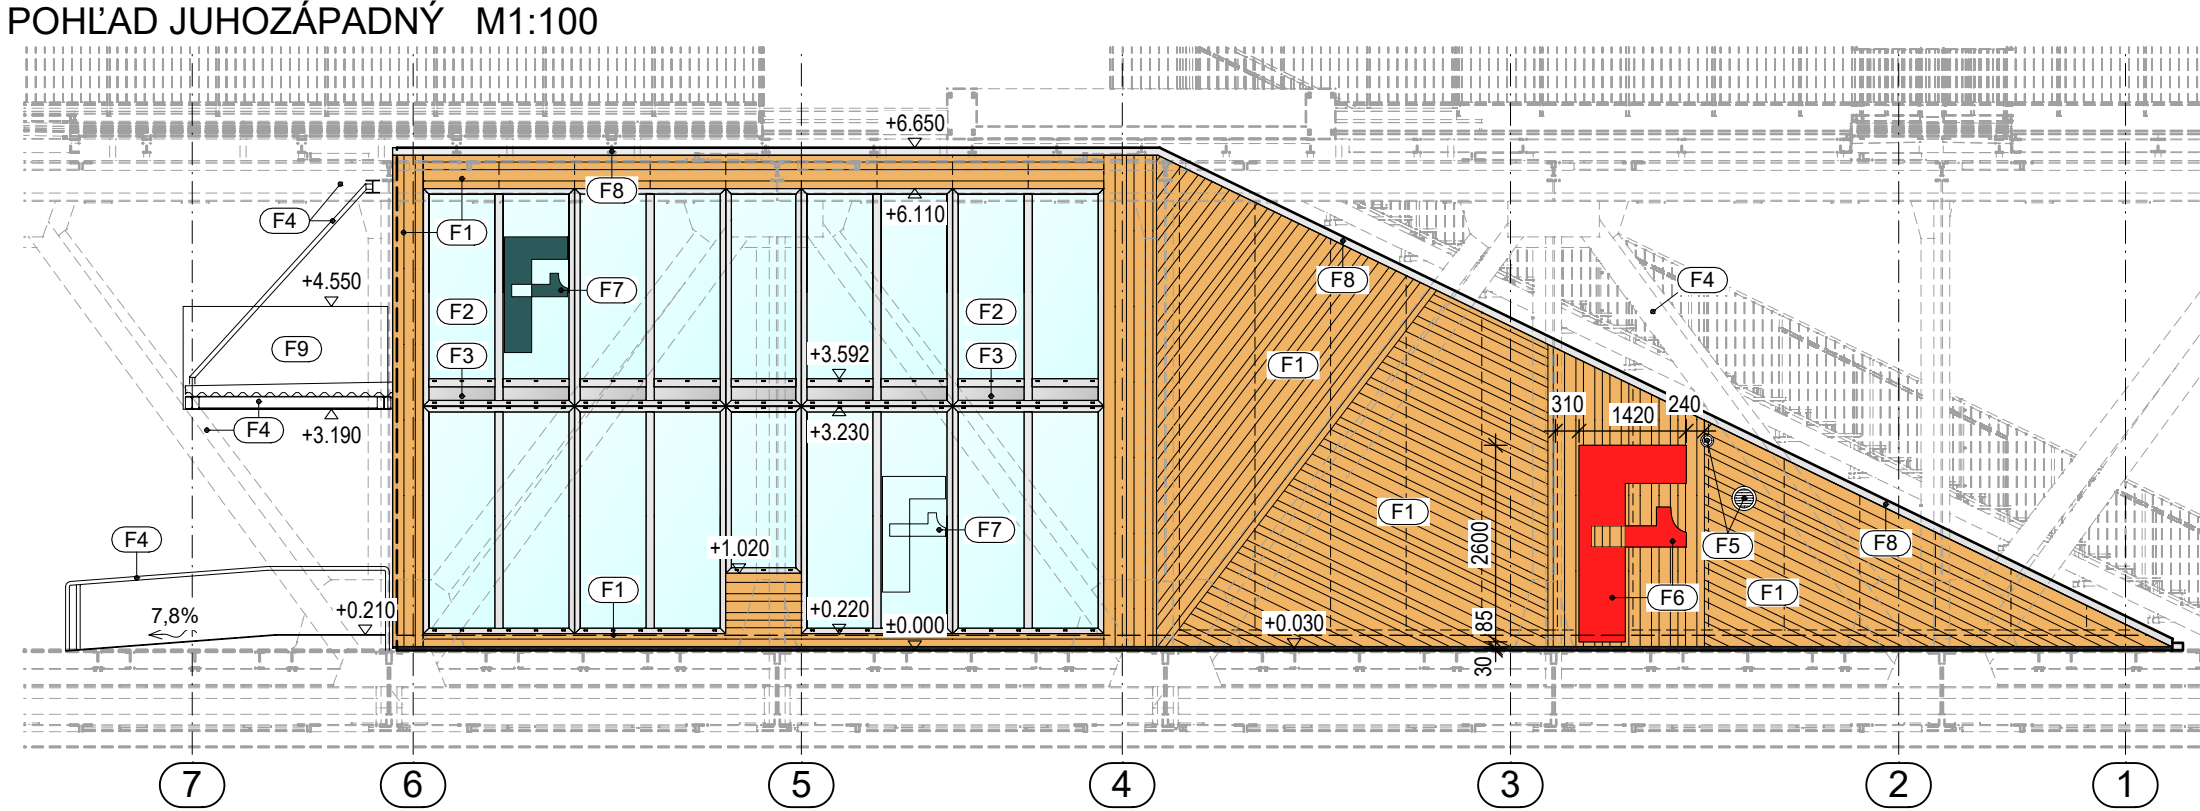 POHĽAD JUHOZÁPADNÝ M1:100
+6.650
F8
F4
F1
+6.110
F8
F4
+4.550
F7
F2
F2
F9
F3
+3.592
F3
F1
310
1420
240
F4
+3.190
+3.230
F1
2600
F7
F5
F8
F4
+1.020
F1
F6
F1
7,8%
+0.210
+0.220
±0.000
+0.030
85
30
7
6
5
4
3
2
1